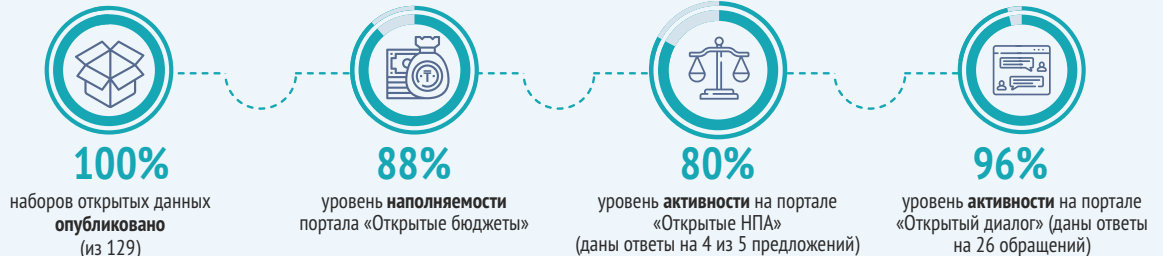 100%
наборов открытых данных
опубликовано
(из 129)
88%
уровень наполняемости
портала «Открытые бюджеты»
80%
уровень активности на портале
«Открытые НПА»
(даны ответы на 4 из 5 предложений)
96%
уровень активности на портале
«Открытый диалог» (даны ответы
на 26 обращений)